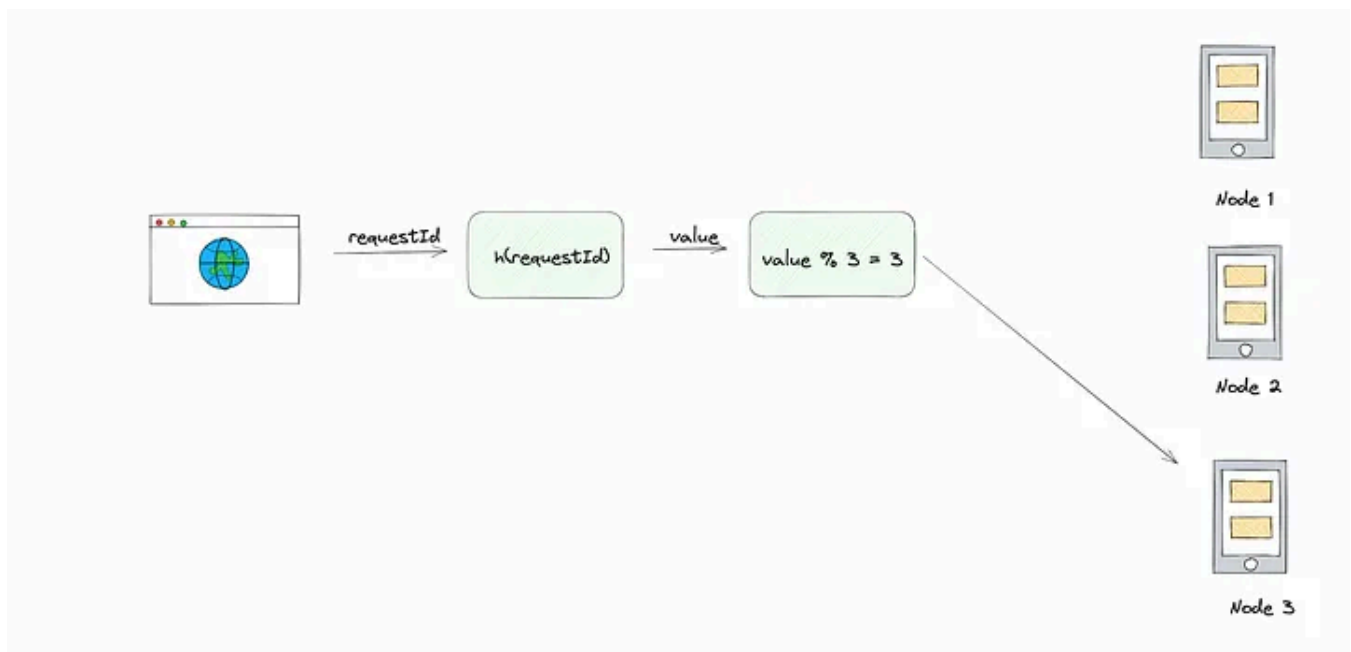 requestId
h(requestId)
value
value % 3 = 3
Node 1
Node 2
Node 3